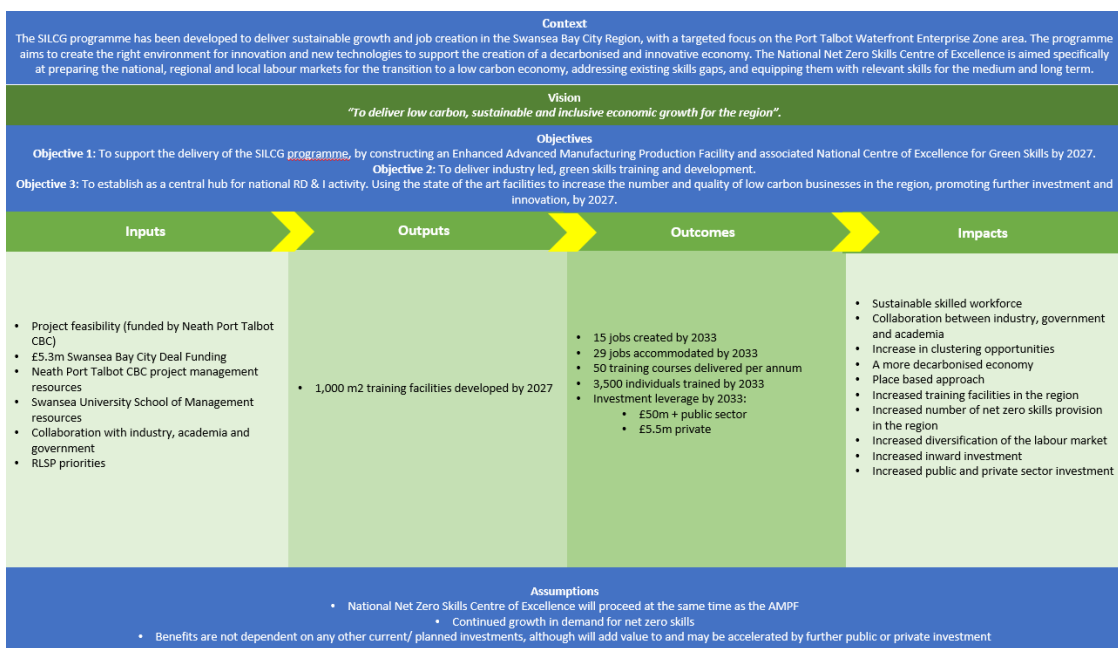 Context
The SILCG programme has been developed to deliver sustainable growth and job creation in the Swansea Bay City Region, with a targeted focus on the Port Talbot Waterfront Enterprise Zone area. The programme
aims to create the right environment for innovation and new technologies to support the creation of a decarbonised and innovative economy. The National Net Zero Skills Centre of Excellence is aimed specifically
at preparing the national, regional and local labour markets for the transition to a low carbon economy, addressing existing skills gaps, and equipping them with relevant skills for the medium and long term.
Vision
“To deliver low carbon, sustainable and inclusive economic growth for the region”.
Objectives
Objective 1: To support the delivery of the SILCG programme, by constructing an Enhanced Advanced Manufacturing Production Facility and associated National Centre of Excellence for Green Skills by 2027.
Objective 2: To deliver industry led, green skills training and development.
Objective 3: To establish as a central hub for national RD & I activity. Using the state of the art facilities to increase the number and quality of low carbon businesses in the region, promoting further investment and
innovation, by 2027.
Inputs
• Project feasibility (funded by Neath Port Talbot
CBC)
• £5.3m Swansea Bay City Deal Funding
• Neath Port Talbot CBC project management
resources
• Swansea University School of Management
resources
• Collaboration with industry, academia and
government
• RLSP priorities
Outputs
• 1,000 m2 training facilities developed by 2027
Outcomes
• 15 jobs created by 2033
• 29 jobs accommodated by 2033
• 50 training courses delivered per annum
• 3,500 individuals trained by 2033
• Investment leverage by 2033:
• £50m + public sector
• £5.5m private
Impacts
• Sustainable skilled workforce
• Collaboration between industry, government
and academia
• Increase in clustering opportunities
• A more decarbonised economy
• Place based approach
• Increased training facilities in the region
• Increased number of net zero skills provision
in the region
• Increased diversification of the labour market
• Increased inward investment
• Increased public and private sector investment
Assumptions
• National Net Zero Skills Centre of Excellence will proceed at the same time as the AMPF
• Continued growth in demand for net zero skills
• Benefits are not dependent on any other current/ planned investments, although will add value to and may be accelerated by further public or private investment